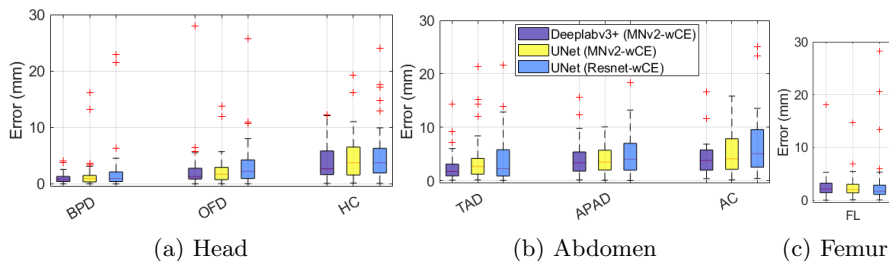 30
20
10
0
Error (mm)
BPD
OFD
HC
(a) Head
30
20
10
0
Error (mm)
Deeplabv3+ (MNv2-wCE)
UNet (MNv2-wCE)
UNet (Resnet-wCE)
TAD
APAD
AC
(b) Abdomen
30
20
10
0
Error (mm)
FL
(c) Femur